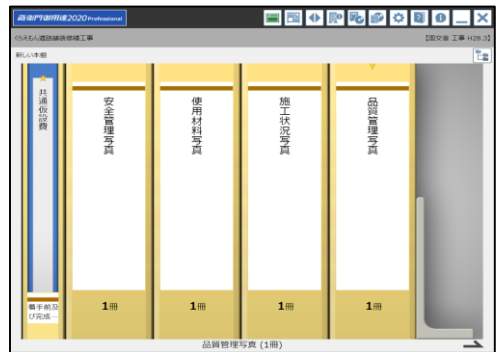 蔵衛門御用達2020 Professional
くらえもん道路舗装修繕工事
【国交省 工事 H28.3】
新しい本棚
共通仮設費
着手前及
び完成…
安全管理写真
1冊
使用材料写真
1冊
施工状況写真
1冊
品質管理写真
1冊
品質管理写真 (1冊)